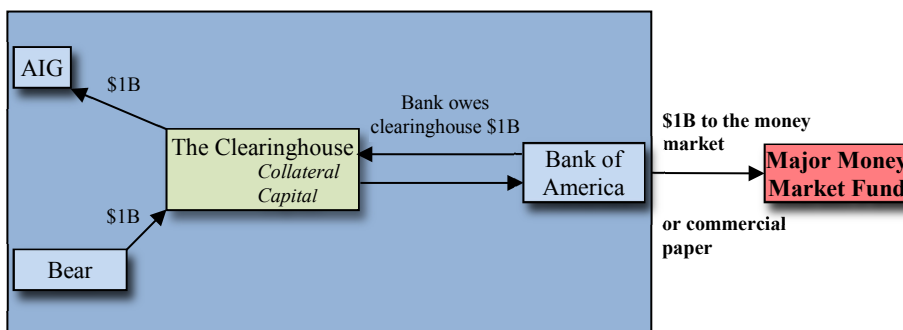 AIG
$1B
Bank owes
clearinghouse $1B
$1B to the money
market
The Clearinghouse
Collateral
Capital
Bank of
America
Major Money
Market Fund
$1B
or commercial
paper
Bear